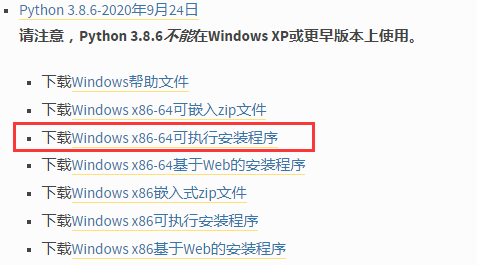 Python 3.8.6-2020年9月24日
请注意，Python 3.8.6不能在Windows XP或更早版本上使用。
下载Windows帮助文件
下载Windows x86-64可嵌入zip文件
下载Windows x86-64可执行安装程序
下载Windows x86-64基于Web的安装程序
下载Windows x86嵌入式zip文件
下载Windows x86可执行安装程序
下载Windows x86基于Web的安装程序